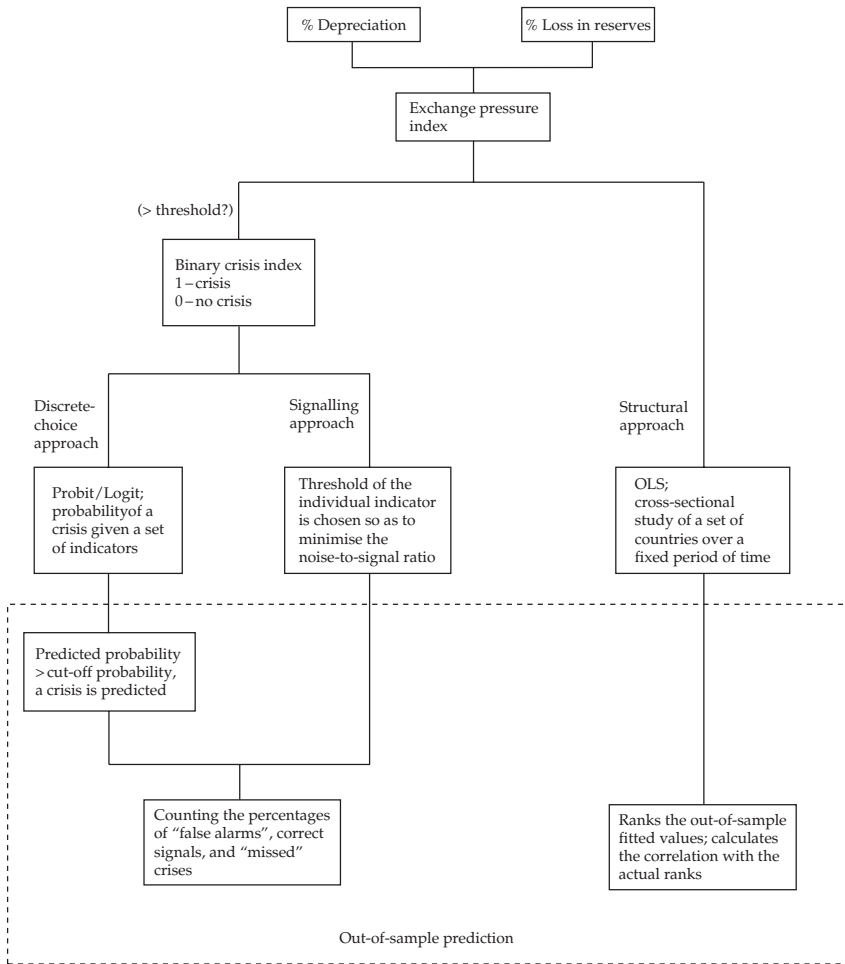 % Depreciation
% Loss in reserves
Exchange pressure
index
(> threshold?)
Binary crisis index
1 – crisis
0 – no crisis
Discrete-
choice
approach
Signalling
approach
Structural
approach
Probit/Logit;
probabilityof a
crisis given a set
of indicators
Threshold of the
individual indicator
is chosen so as to
minimise the
noise-to-signal ratio
OLS;
cross-sectional
study of a set of
countries over a
fixed period of time
Predicted probability
> cut-off probability,
a crisis is predicted
Counting the percentages
of “false alarms”, correct
signals, and “missed”
crises
Ranks the out-of-sample
fitted values; calculates
the correlation with the
actual ranks
Out-of-sample prediction